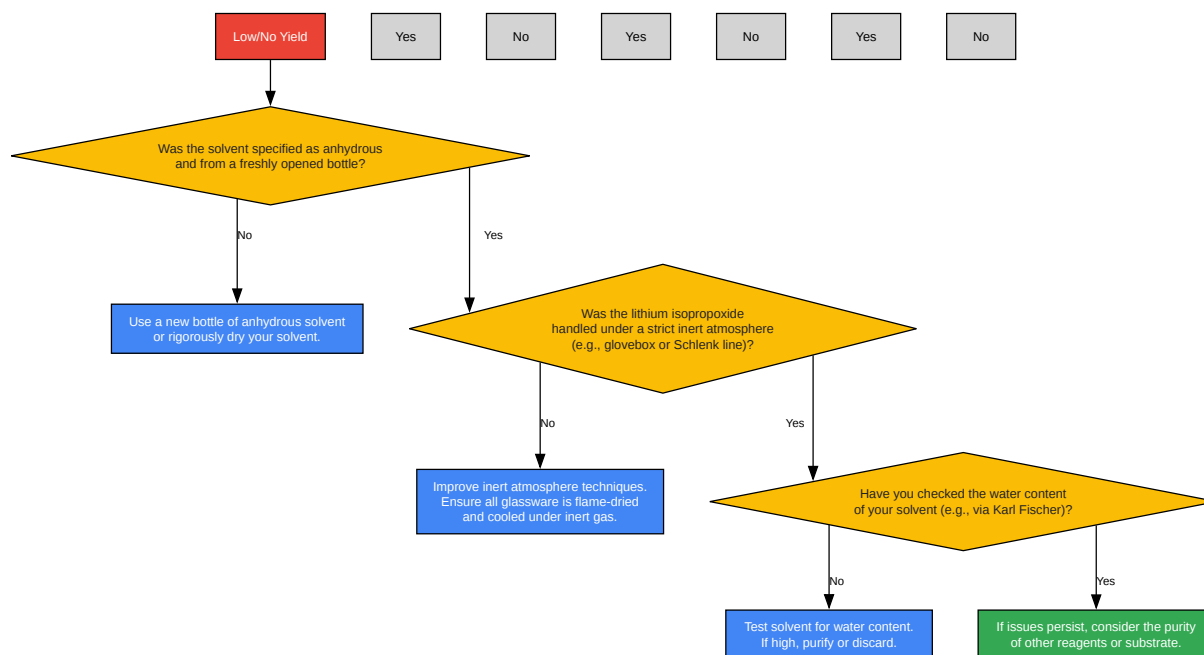 Low/No Yield
Yes
No
Yes
No
Yes
No
Was the solvent specified as anhydrous
and from a freshly opened bottle?
No
Yes
Use a new bottle of anhydrous solvent
or rigorously dry your solvent.
Was the lithium isopropoxide
handled under a strict inert atmosphere
(e.g., glovebox or Schlenk line)?
No
Yes
Improve inert atmosphere techniques.
Ensure all glassware is flame-dried
and cooled under inert gas.
Have you checked the water content
of your solvent (e.g., via Karl Fischer)?
No
Yes
Test solvent for water content.
If high, purify or discard.
If issues persist, consider the purity
of other reagents or substrate.